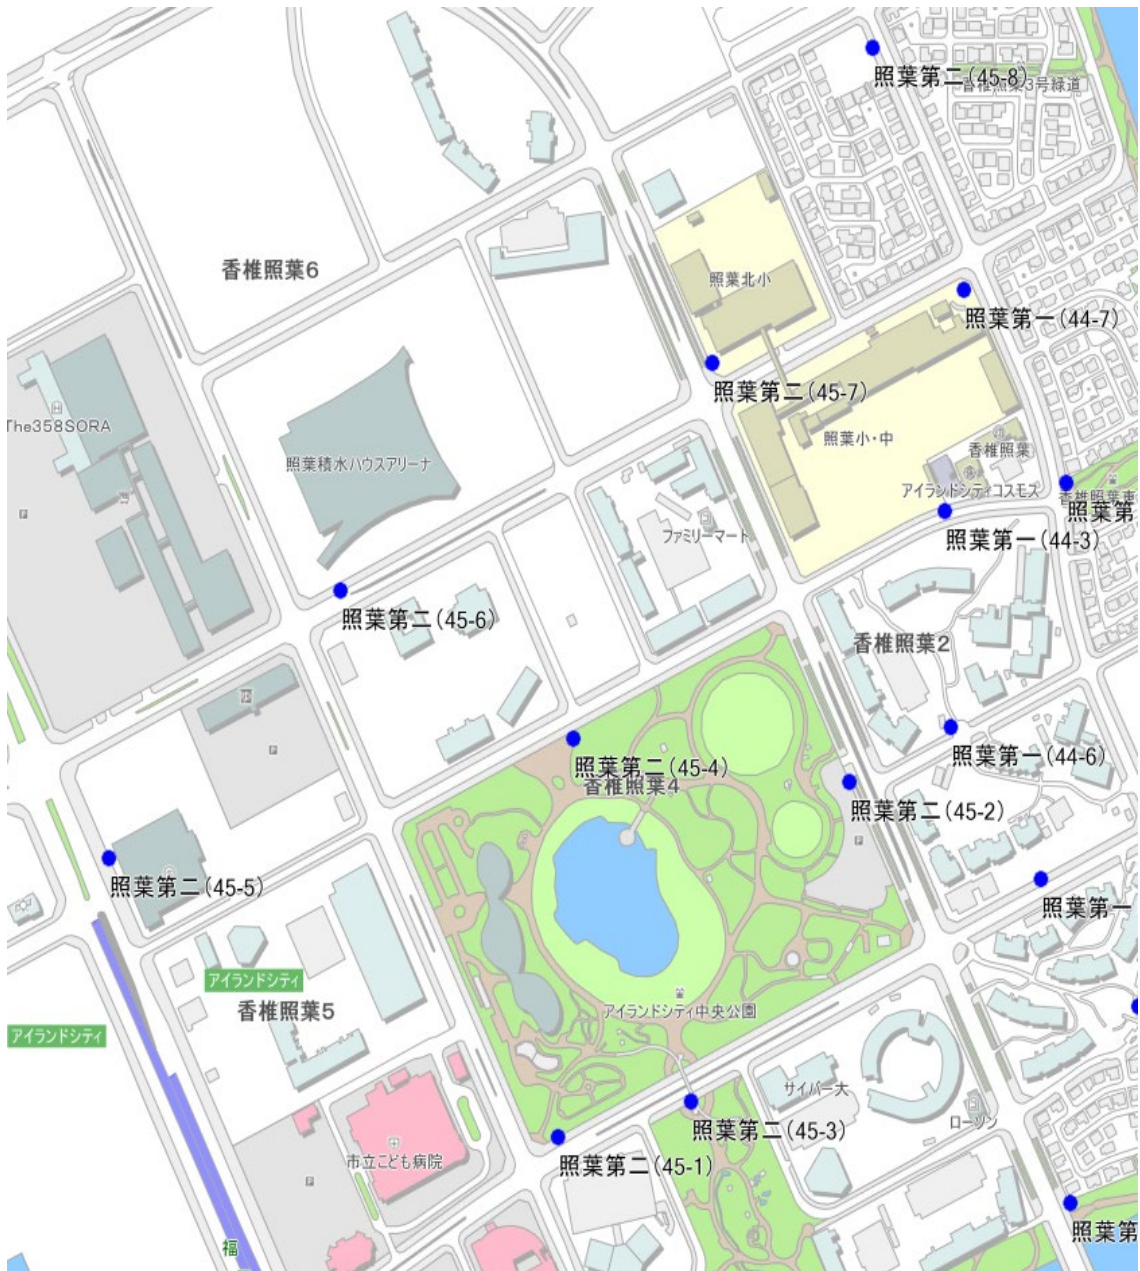 照葉第二(45-8)
香椎照葉3号緑道
香椎照葉6
照葉北小
照葉第一(44-7)
照葉第二(45-7)
The358SORA
照葉積水ハウスアリーナ
照葉小・中
香椎照葉
アイランドシティコスモス
香椎照葉東
照葉第
ファミリーマート
照葉第一(44-3)
照葉第二(45-6)
香椎照葉2
照葉第一(44-6)
照葉第二(45-4)
香椎照葉4
照葉第二(45-2)
照葉第二(45-5)
照葉第一
アイランドシティ
香椎照葉5
アイランドシティ中央公園
アイランドシティ
サイバー大
ローソン
照葉第二(45-3)
市立こども病院
照葉第二(45-1)
照葉第
福